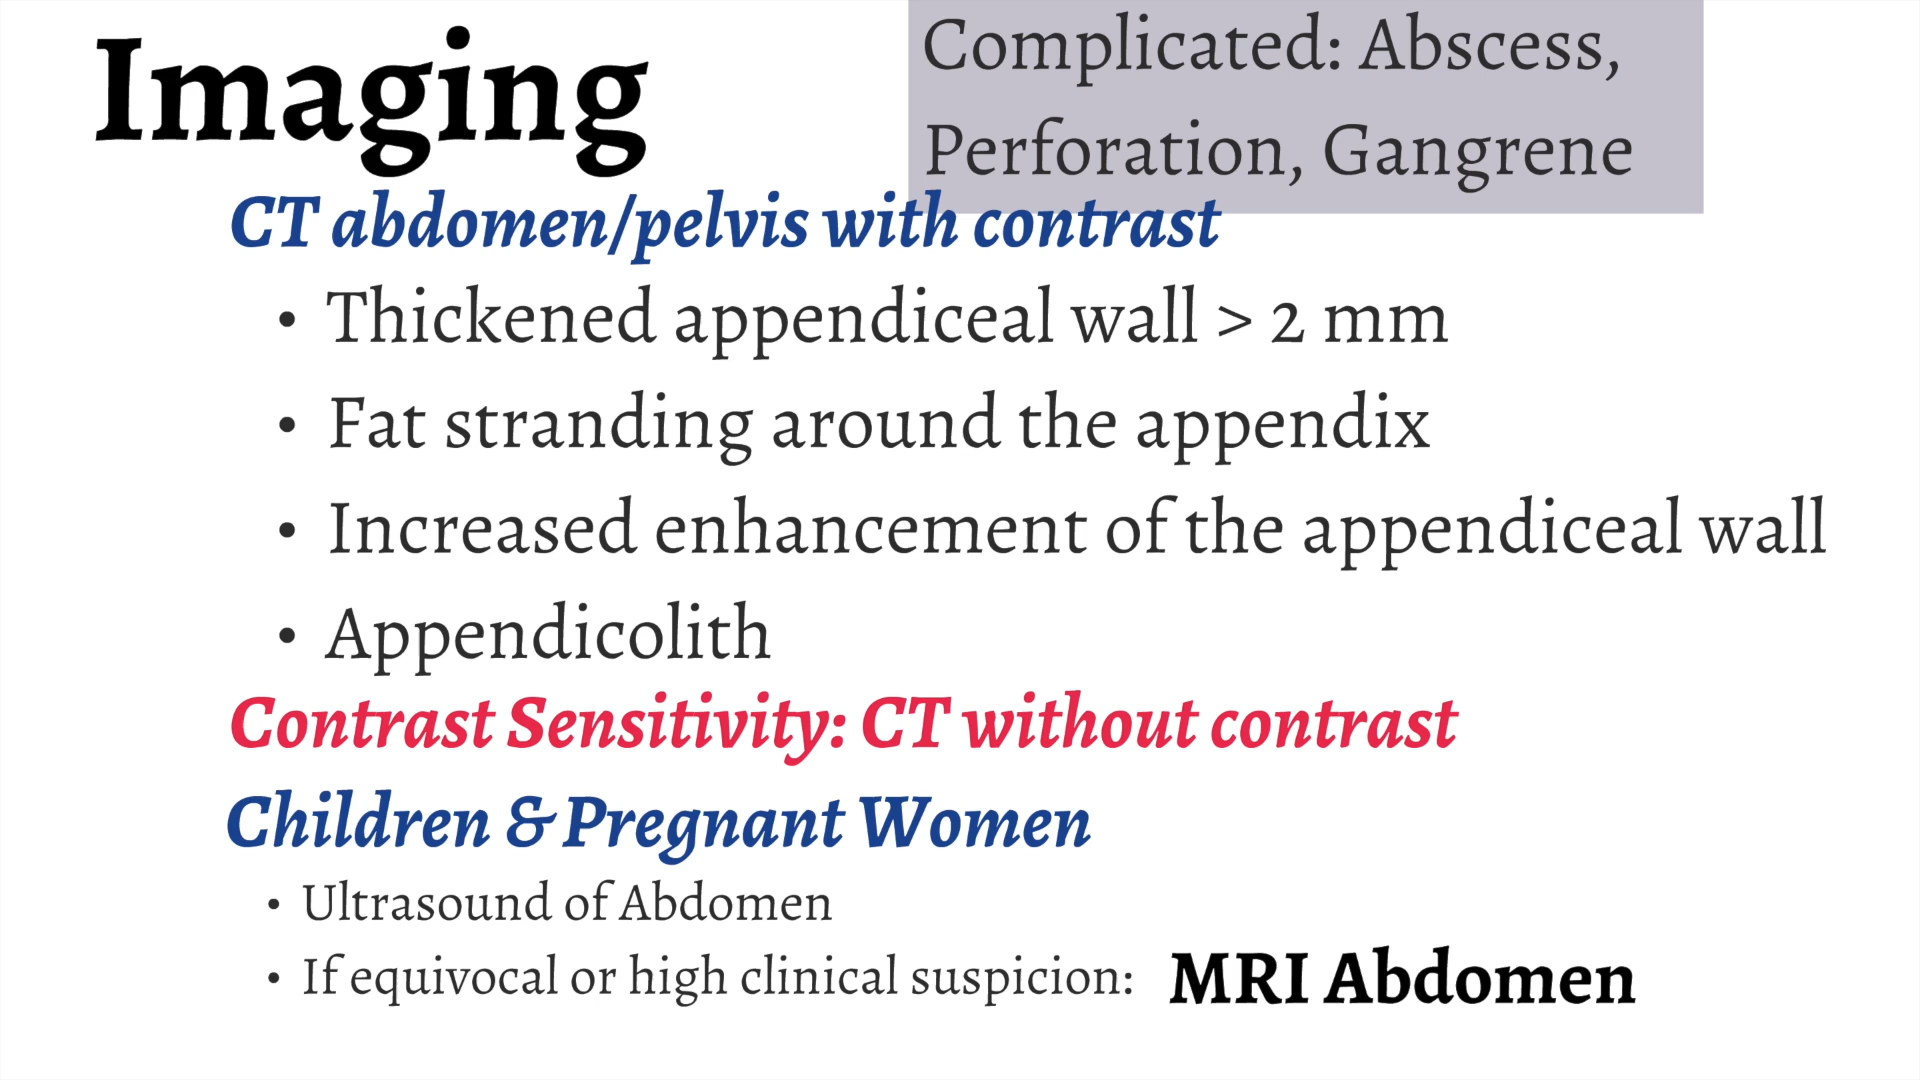 Imaging
Complicated: Abscess,
Perforation, Gangrene
CT abdomen/pelvis with contrast
• Thickened appendiceal wall > 2 mm
• Fat stranding around the appendix
• Increased enhancement of the appendiceal wall
• Appendicolith
Contrast Sensitivity: CT without contrast
Children & Pregnant Women
• Ultrasound of Abdomen
• If equivocal or high clinical suspicion: MRI Abdomen